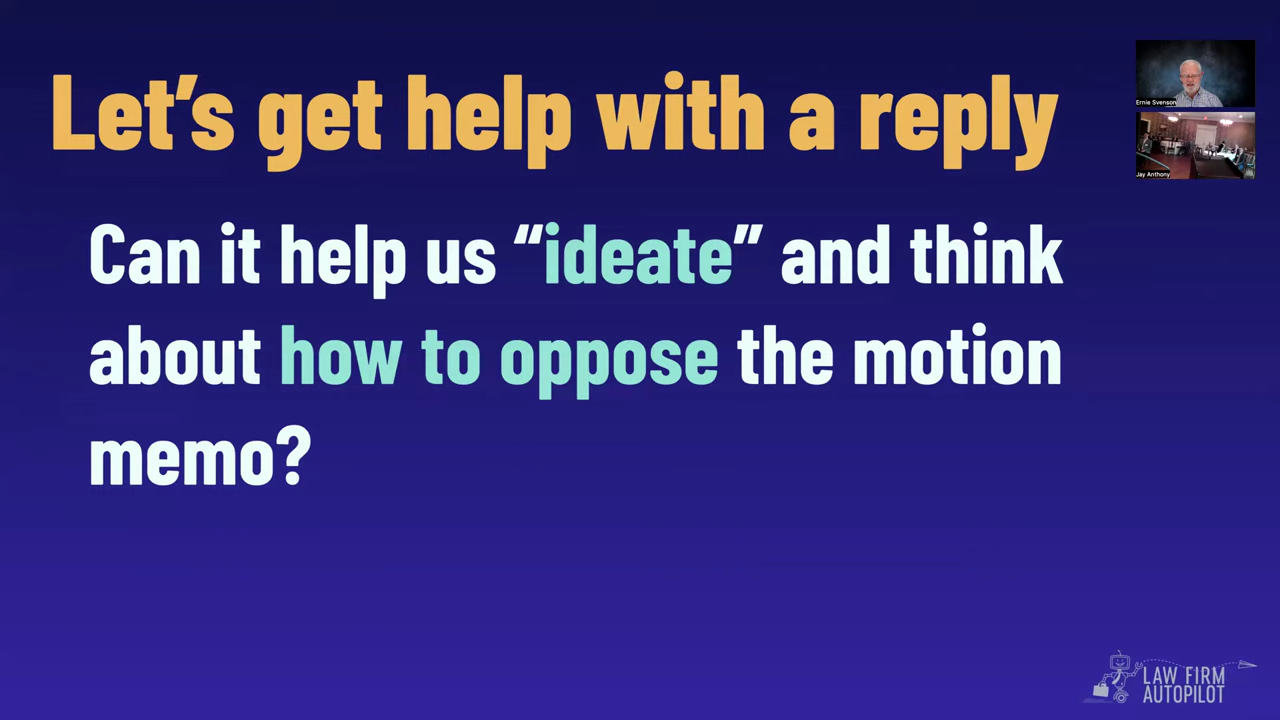 Let’s get help with a reply
Can it help us “ideate” and think
about how to oppose the motion
memo?
Ernie Svenson
Jay Anthony
LAW FIRM
AUTOPILOT